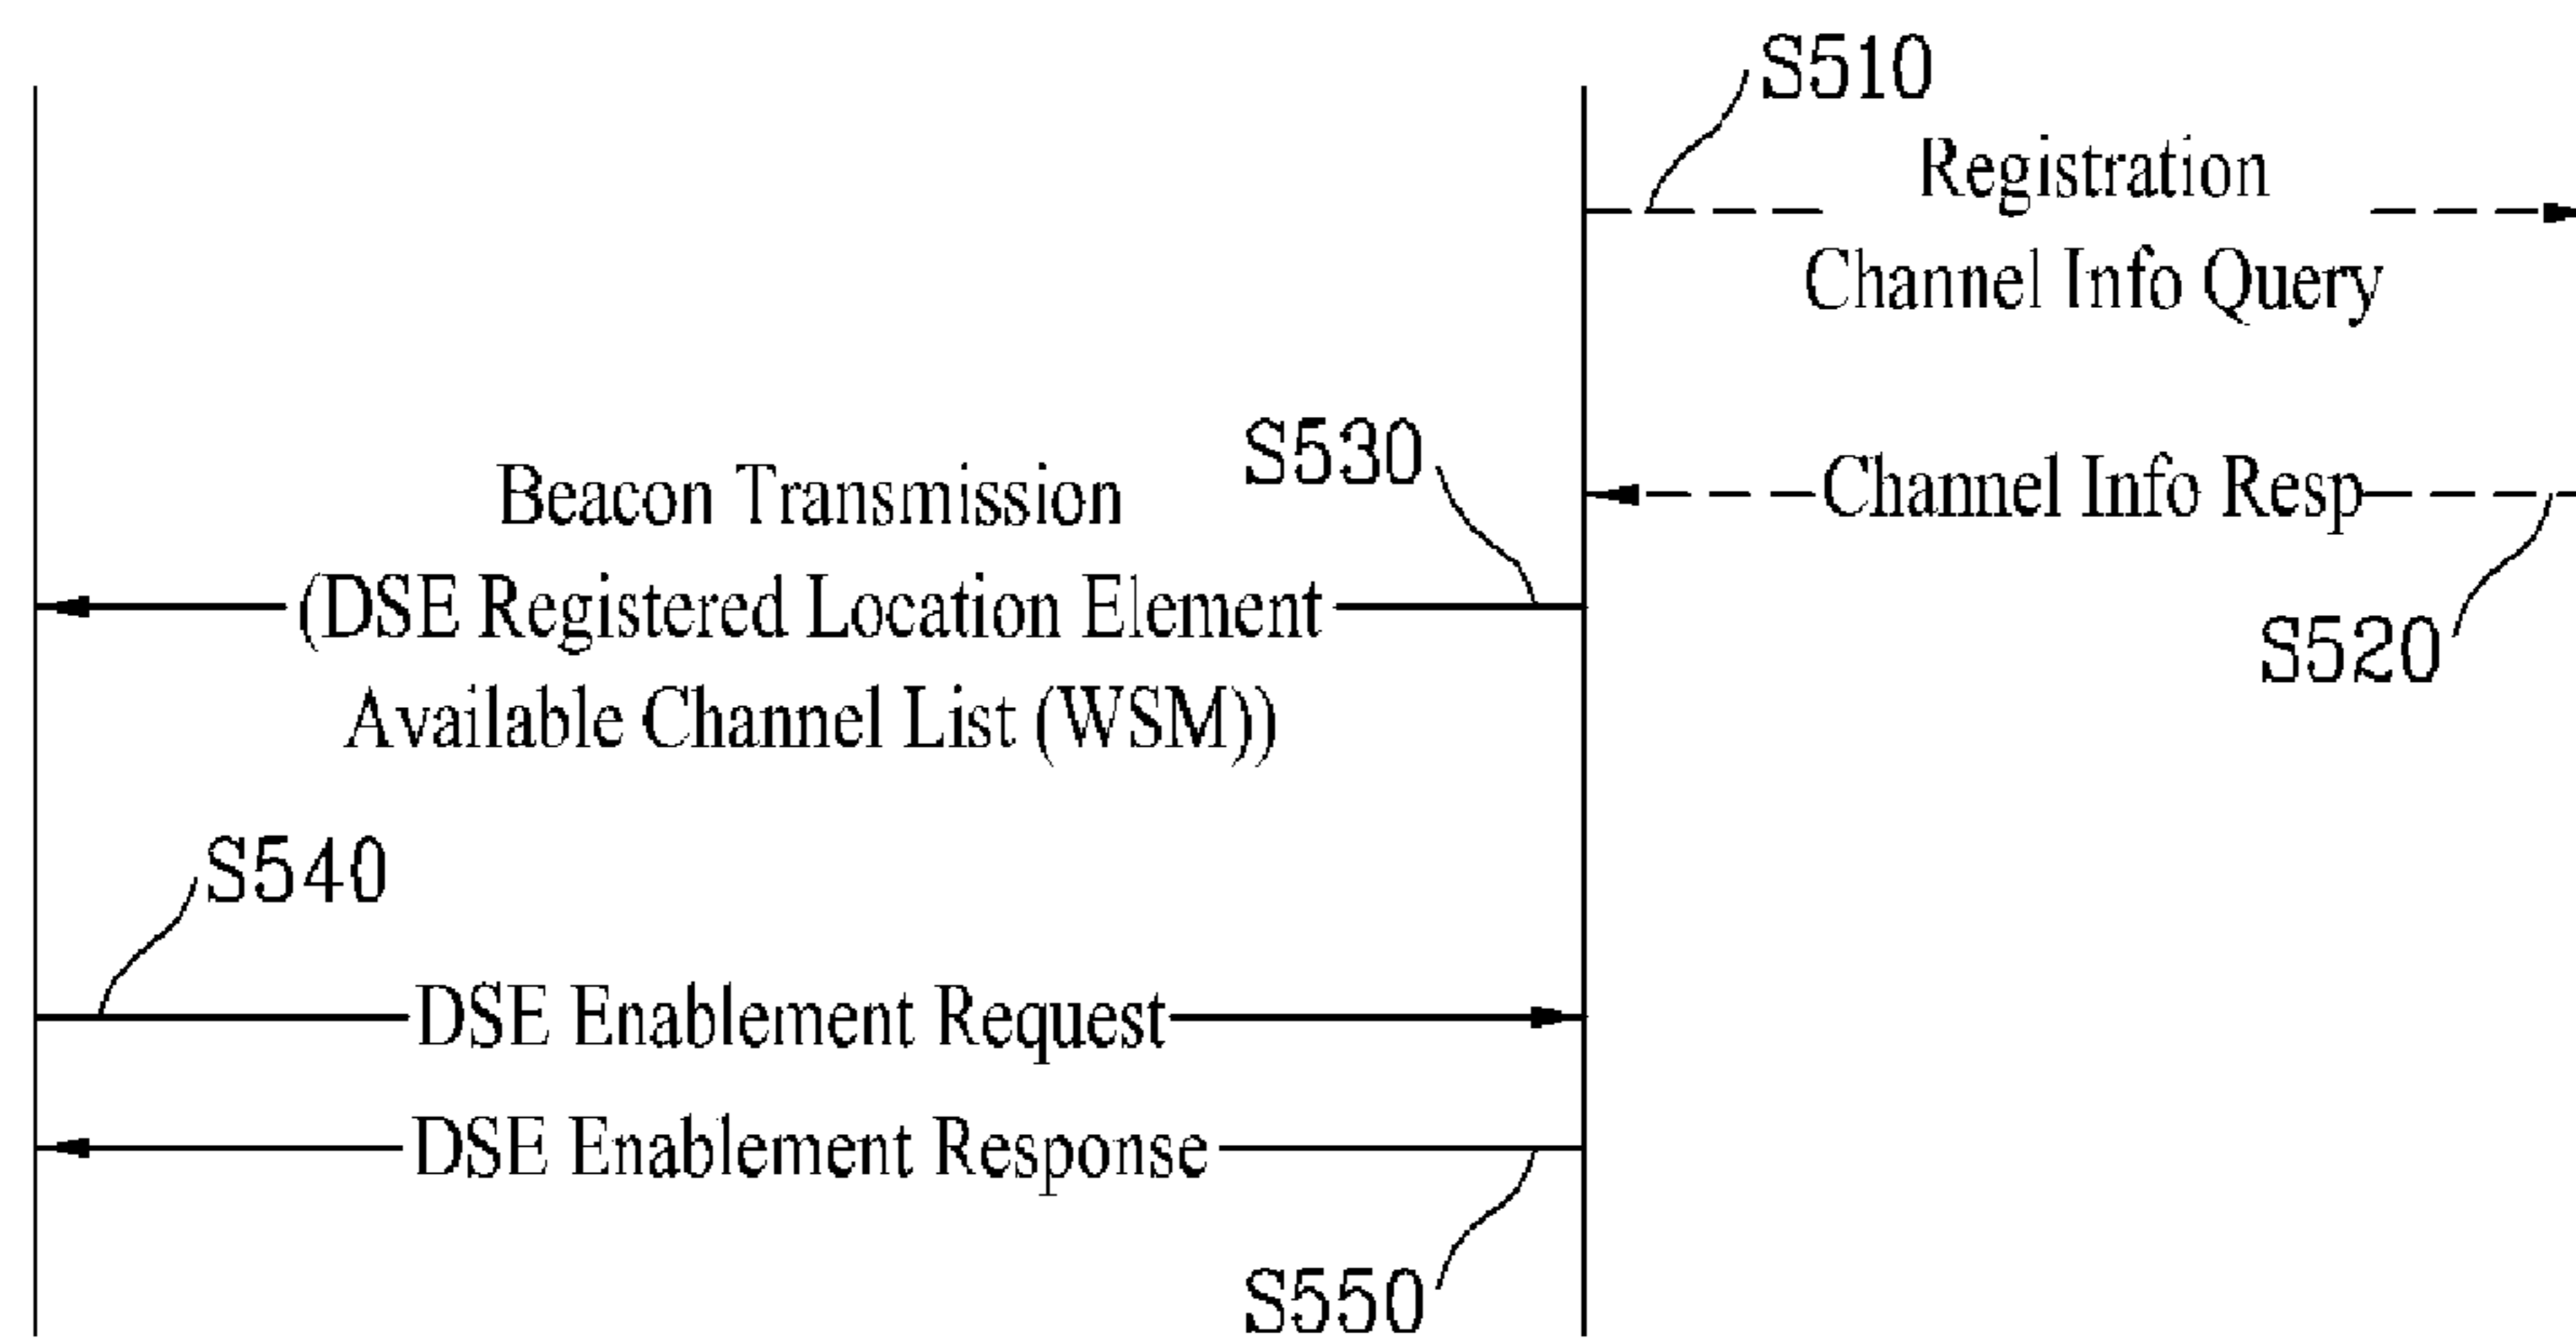 S510
Registration
Channel Info Query
S530
Channel Info Resp
Beacon Transmission
(DSE Registered Location Element
Available Channel List (WSM))
S520
S540
DSE Enablement Request
DSE Enablement Response
S550